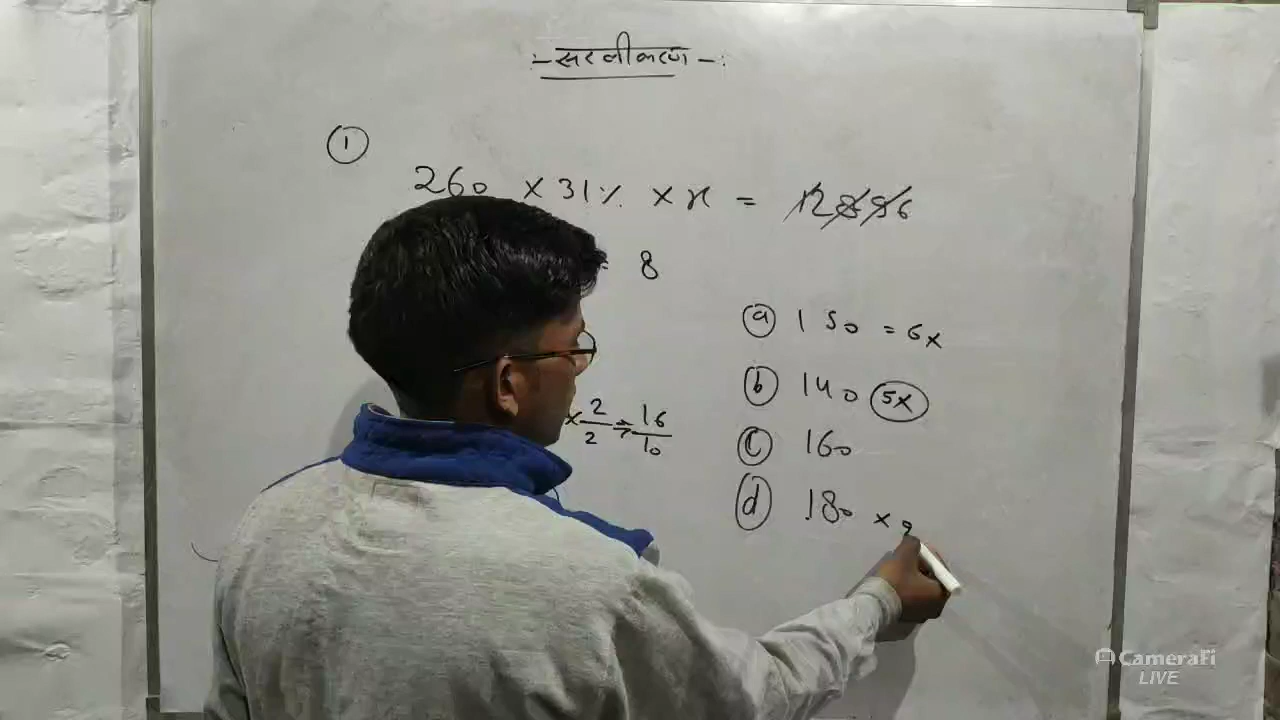 :- सरलीकरण -:
① 260 × 31% × x = 12896
= 8
ⓐ 150 = 6x
ⓑ 140 5x
× 2/2 ⇒ 16/10
ⓒ 160
ⓓ 180 ×
CameraFi
LIVE